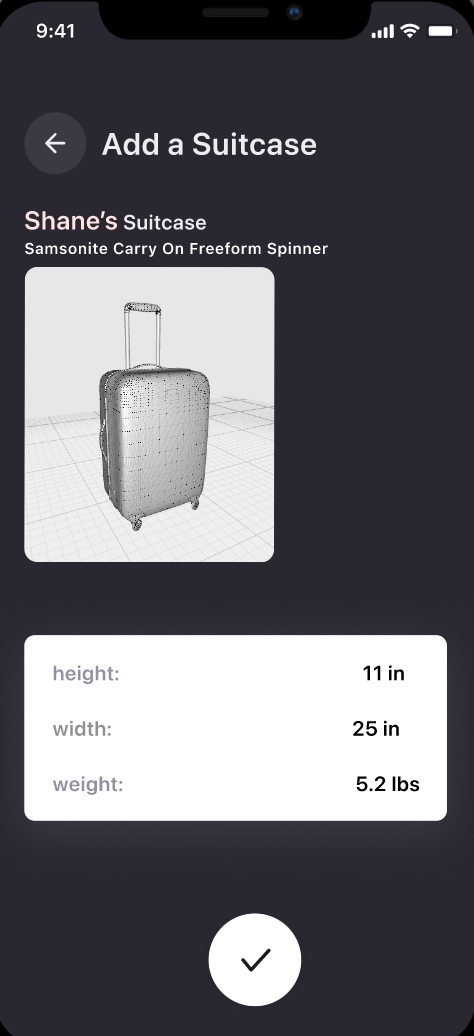 9:41
Add a Suitcase
Shane’s Suitcase
Samsonite Carry On Freeform Spinner
height: 11 in
width: 25 in
weight: 5.2 lbs